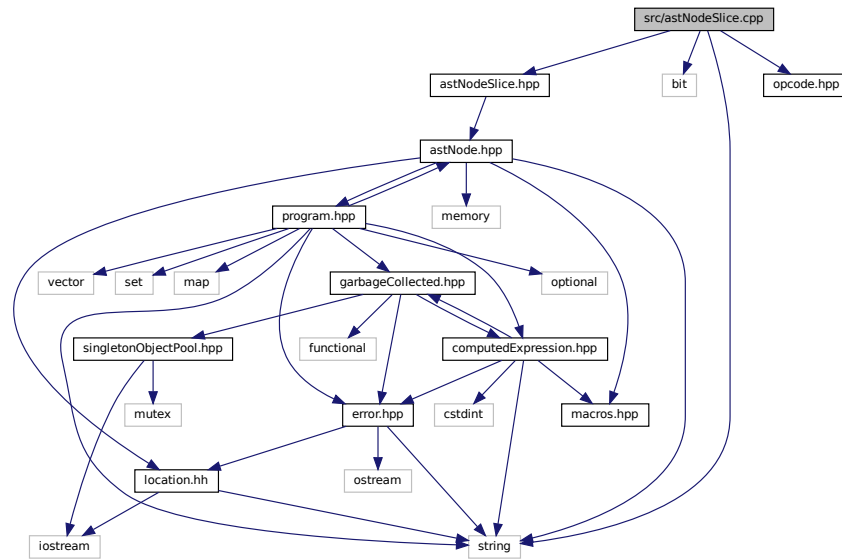 src/astNodeSlice.cpp
astNodeSlice.hpp
bit
opcode.hpp
astNode.hpp
program.hpp
memory
vector
set
map
garbageCollected.hpp
optional
singletonObjectPool.hpp
functional
computedExpression.hpp
mutex
error.hpp
cstdint
macros.hpp
location.hh
ostream
iostream
string